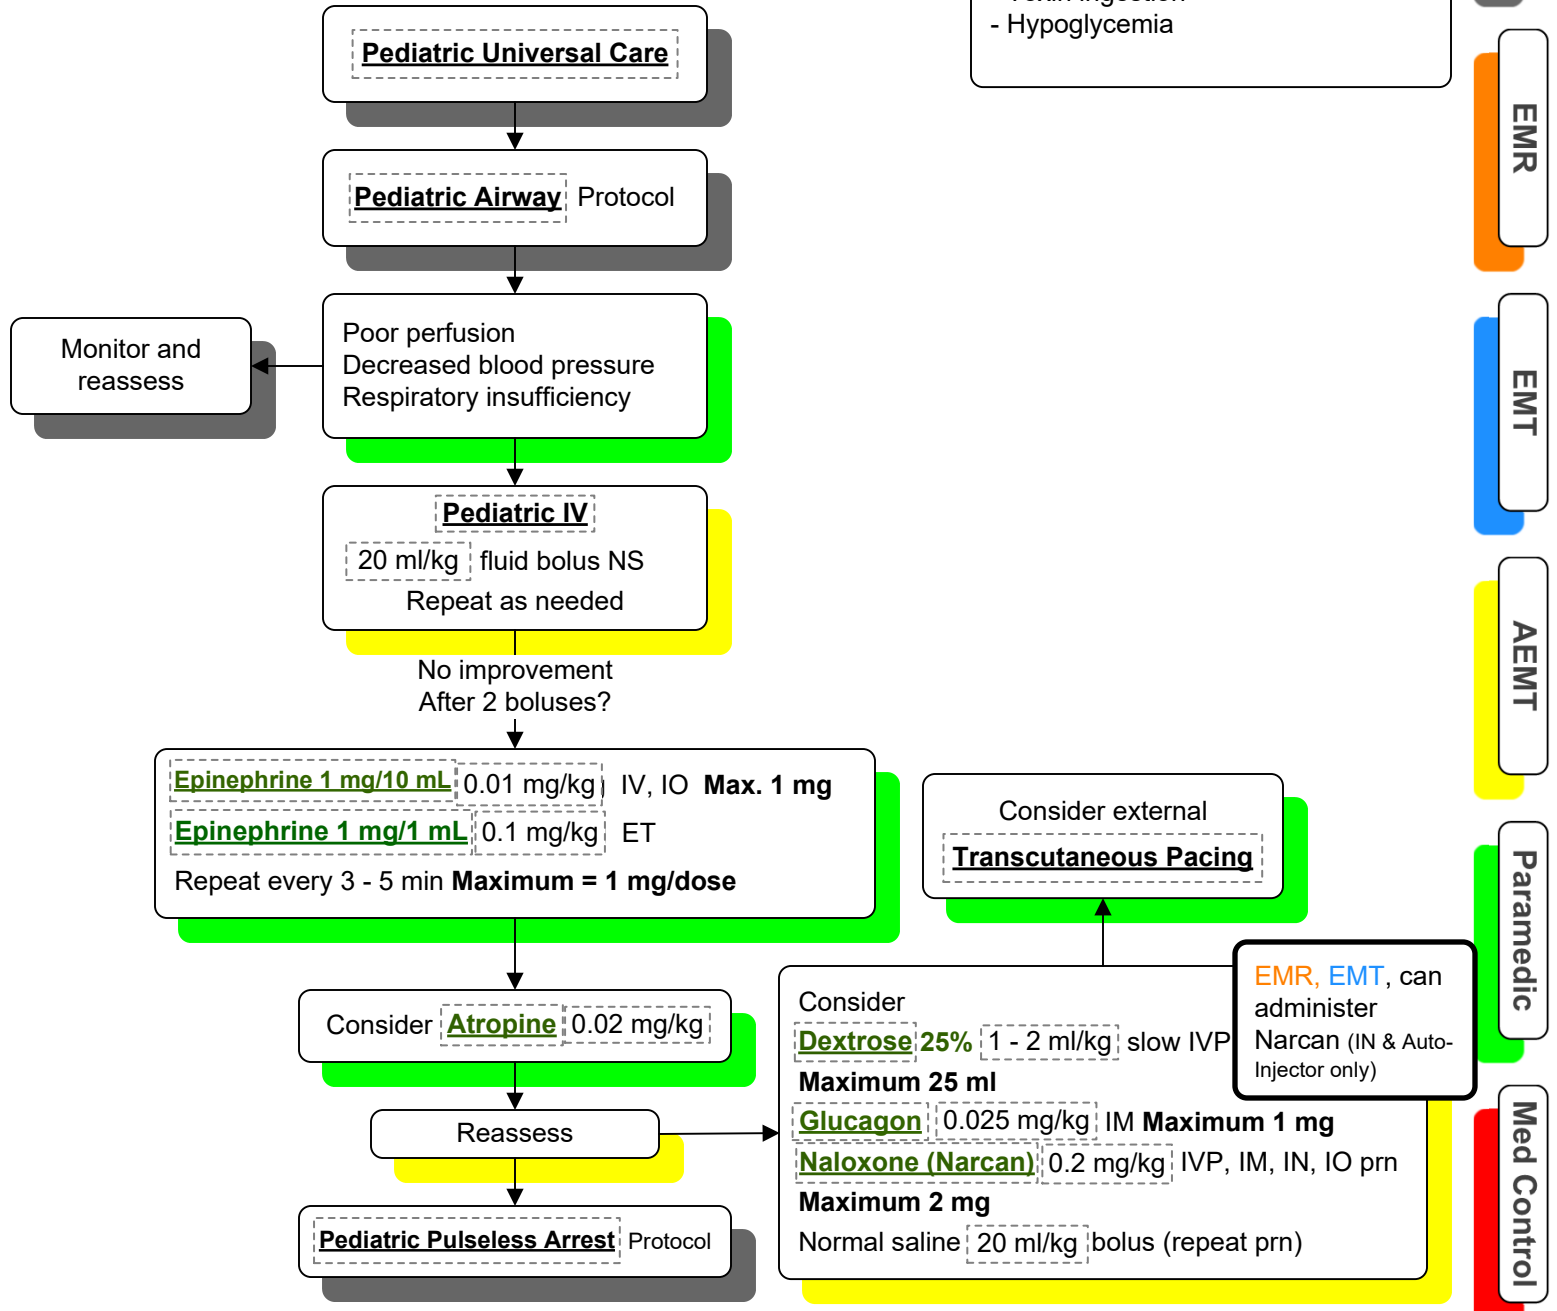 - Hypoglycemia
Pediatric Universal Care
Pediatric Airway Protocol
Poor perfusion
Decreased blood pressure
Respiratory insufficiency
Monitor and
reassess
Pediatric IV
20 ml/kg fluid bolus NS
Repeat as needed
No improvement
After 2 boluses?
Epinephrine 1 mg/10 mL 0.01 mg/kg IV, IO Max. 1 mg
Epinephrine 1 mg/1 mL 0.1 mg/kg ET
Repeat every 3 - 5 min Maximum = 1 mg/dose
Consider external
Transcutaneous Pacing
Consider Atropine 0.02 mg/kg
Reassess
Pediatric Pulseless Arrest Protocol
Consider
Dextrose 25% 1 - 2 ml/kg slow IVP
Maximum 25 ml
Glucagon 0.025 mg/kg IM Maximum 1 mg
Naloxone (Narcan) 0.2 mg/kg IVP, IM, IN, IO prn
Maximum 2 mg
Normal saline 20 ml/kg bolus (repeat prn)
EMR, EMT, can
administer
Narcan (IN & Auto-
Injector only)
EMR
EMT
AEMT
Paramedic
Med Control